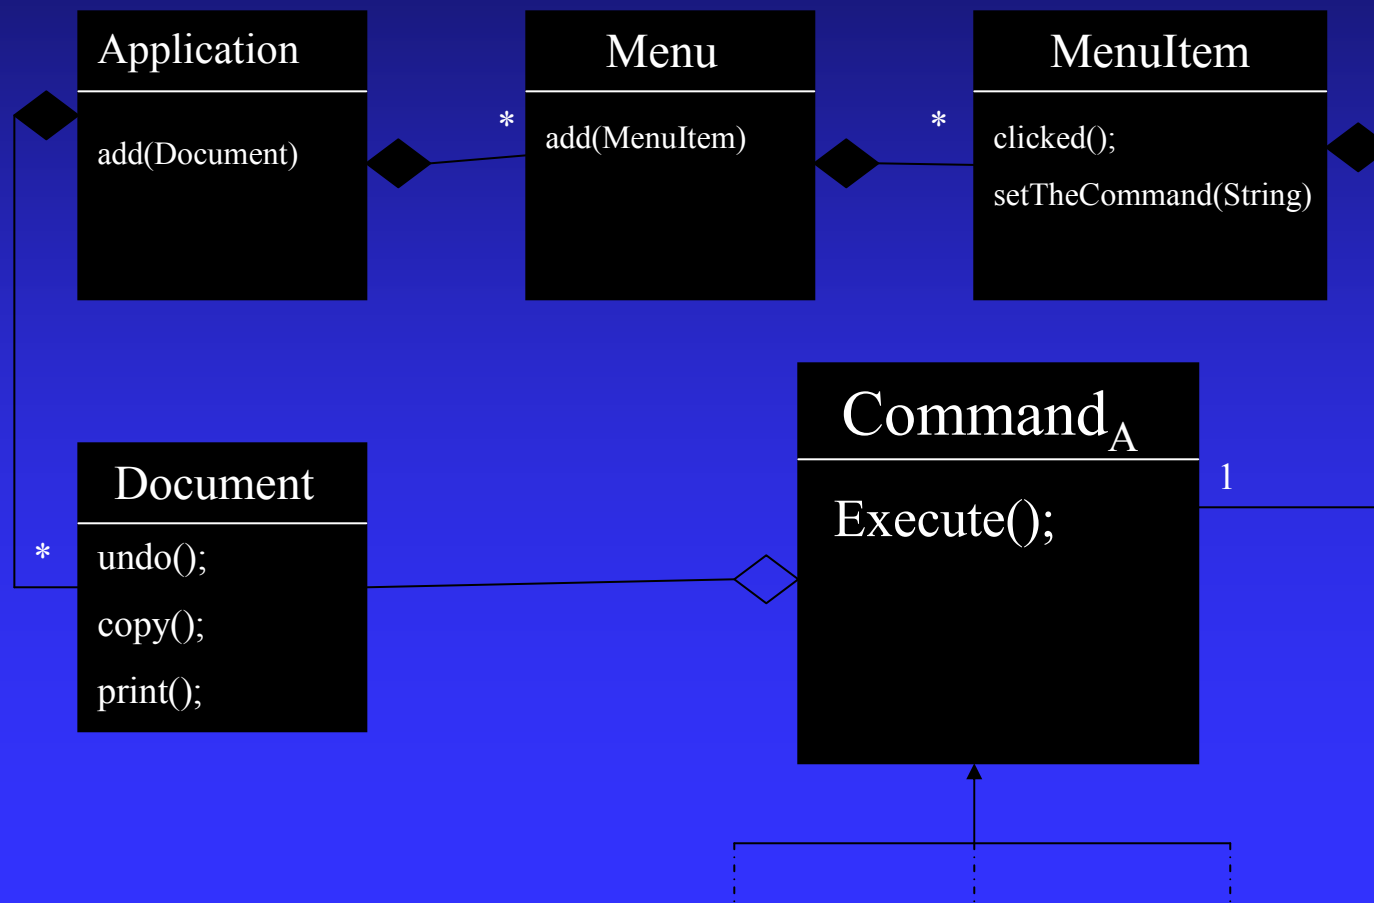 Application
add(Document)
*
Menu
add(MenuItem)
*
MenuItem
clicked();
setTheCommand(String)
*
Document
undo();
copy();
print();
CommandA
Execute();
1